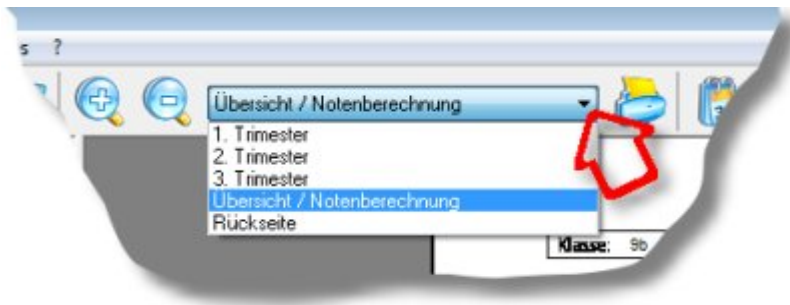 s ?
Übersicht / Notenberechnung
1. Trimester
2. Trimester
3. Trimester
Übersicht / Notenberechnung
Rückseite
Klasse: 9b